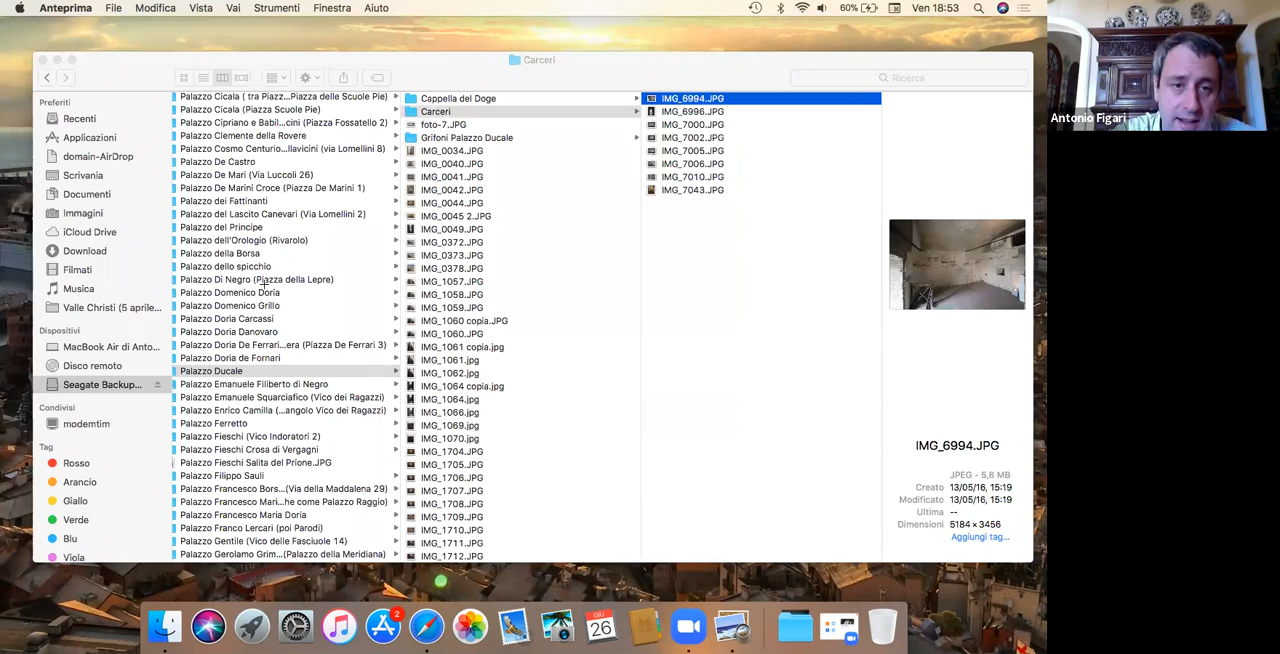 Anteprima File Modifica Vista Vai Strumenti Finestra Aiuto 60% Ven 18:53
Carceri
Ricerca
Antonio Figari
Preferiti
Recenti
Applicazioni
domain-AirDrop
Scrivania
Documenti
Immagini
iCloud Drive
Download
Filmati
Musica
Valle Christi (5 aprile...
Dispositivi
MacBook Air di Anto...
Disco remoto
Seagate Backup...
Condivisi
modemtim
Tag
Rosso
Arancio
Giallo
Verde
Blu
Viola
Palazzo Cicala ( tra Piazz...Piazza delle Scuole Pie)
Palazzo Cicala (Piazza Scuole Pie)
Palazzo Cipriano e Babil...cini (Piazza Fossatello 2)
Palazzo Clemente della Rovere
Palazzo Cosmo Centurio...llavicini (via Lomellini 8)
Palazzo De Castro
Palazzo De Mari (Via Luccoli 26)
Palazzo De Marini Croce (Piazza De Marini 1)
Palazzo dei Fattinanti
Palazzo del Lascito Canevari (Via Lomellini 2)
Palazzo del Principe
Palazzo dell'Orologio (Rivarolo)
Palazzo della Borsa
Palazzo dello spicchio
Palazzo Di Negro (Piazza della Lepre)
Palazzo Domenico Doria
Palazzo Domenico Grillo
Palazzo Doria Carcassi
Palazzo Doria Danovaro
Palazzo Doria De Ferrari...era (Piazza De Ferrari 3)
Palazzo Doria de Fornari
Palazzo Ducale
Palazzo Emanuele Filiberto di Negro
Palazzo Emanuele Squarciafico (Vico dei Ragazzi)
Palazzo Enrico Camilla (...angolo Vico dei Ragazzi)
Palazzo Ferretto
Palazzo Fieschi (Vico Indoratori 2)
Palazzo Fieschi Crosa di Vergagni
Palazzo Fieschi Salita del Prione.JPG
Palazzo Filippo Sauli
Palazzo Francesco Bors...(Via della Maddalena 29)
Palazzo Francesco Mari...he come Palazzo Raggio)
Palazzo Francesco Maria Doria
Palazzo Franco Lercari (poi Parodi)
Palazzo Gentile (Vico delle Fasciuole 14)
Palazzo Gerolamo Grim...(Palazzo della Meridiana)
Cappella del Doge
Carceri
foto-7.JPG
Grifoni Palazzo Ducale
IMG_0034.JPG
IMG_0040.JPG
IMG_0041.JPG
IMG_0042.JPG
IMG_0044.JPG
IMG_0045 2.JPG
IMG_0049.JPG
IMG_0372.JPG
IMG_0373.JPG
IMG_0378.JPG
IMG_1057.JPG
IMG_1058.JPG
IMG_1059.JPG
IMG_1060 copia.JPG
IMG_1060.JPG
IMG_1061 copia.jpg
IMG_1061.jpg
IMG_1062.jpg
IMG_1064 copia.jpg
IMG_1064.jpg
IMG_1066.jpg
IMG_1069.jpg
IMG_1070.jpg
IMG_1704.JPG
IMG_1705.JPG
IMG_1706.JPG
IMG_1707.JPG
IMG_1708.JPG
IMG_1709.JPG
IMG_1710.JPG
IMG_1711.JPG
IMG_1712.JPG
IMG_6994.JPG
IMG_6996.JPG
IMG_7000.JPG
IMG_7002.JPG
IMG_7005.JPG
IMG_7006.JPG
IMG_7010.JPG
IMG_7043.JPG
IMG_6994.JPG
JPEG - 5,8 MB
Creato 13/05/16, 15:19
Modificato 13/05/16, 15:19
Ultima --
Dimensioni 5184 × 3456
Aggiungi tag...
2
GIU
26